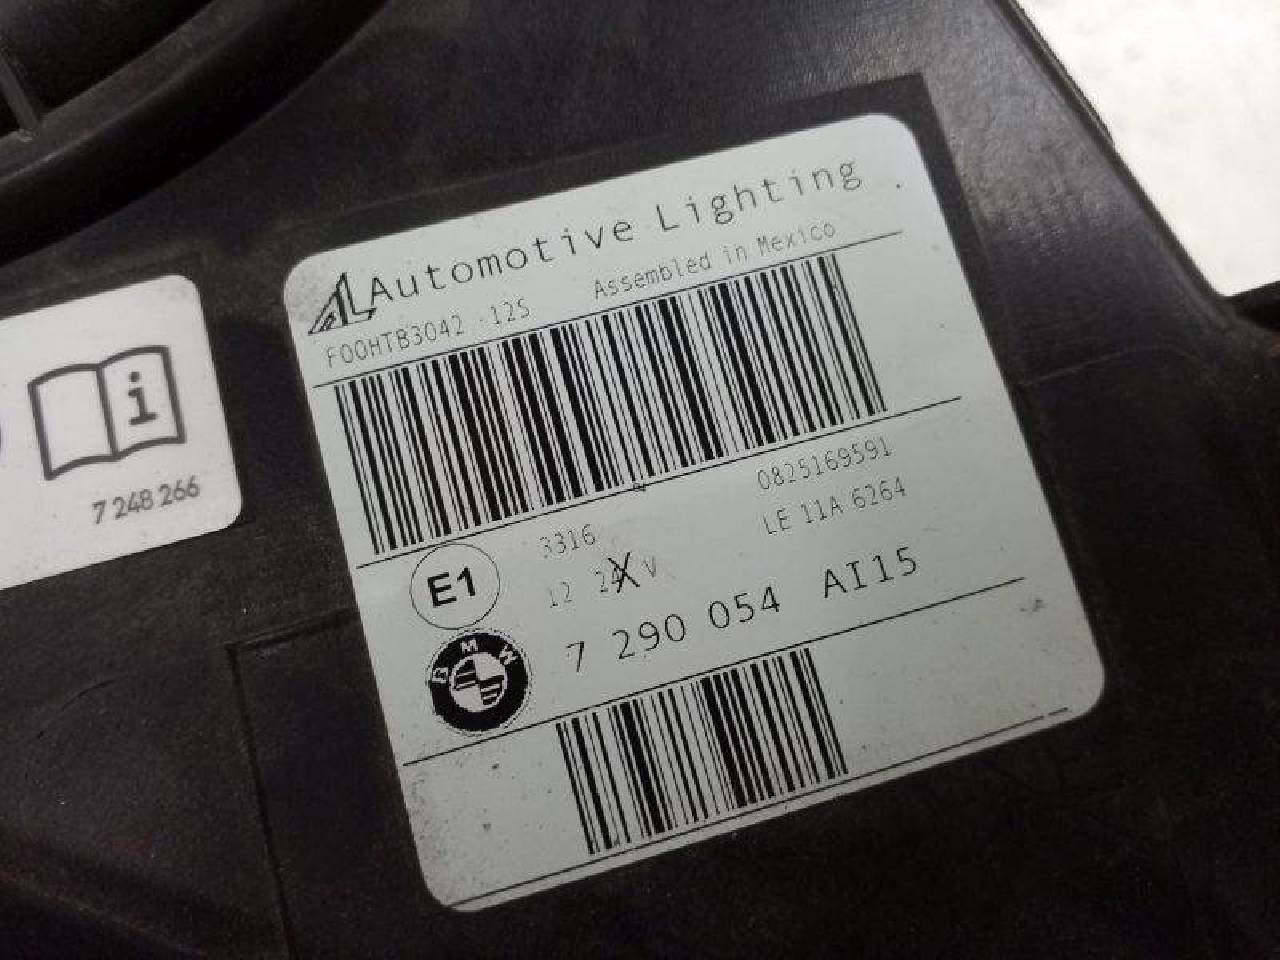 Automotive Lighting
F00HTB3042 .12S Assembled in Mexico
0825169591
3316
LE 11A 6264
E1
12 24 V
7 290 054 AI15
BMW
i
7 248 266